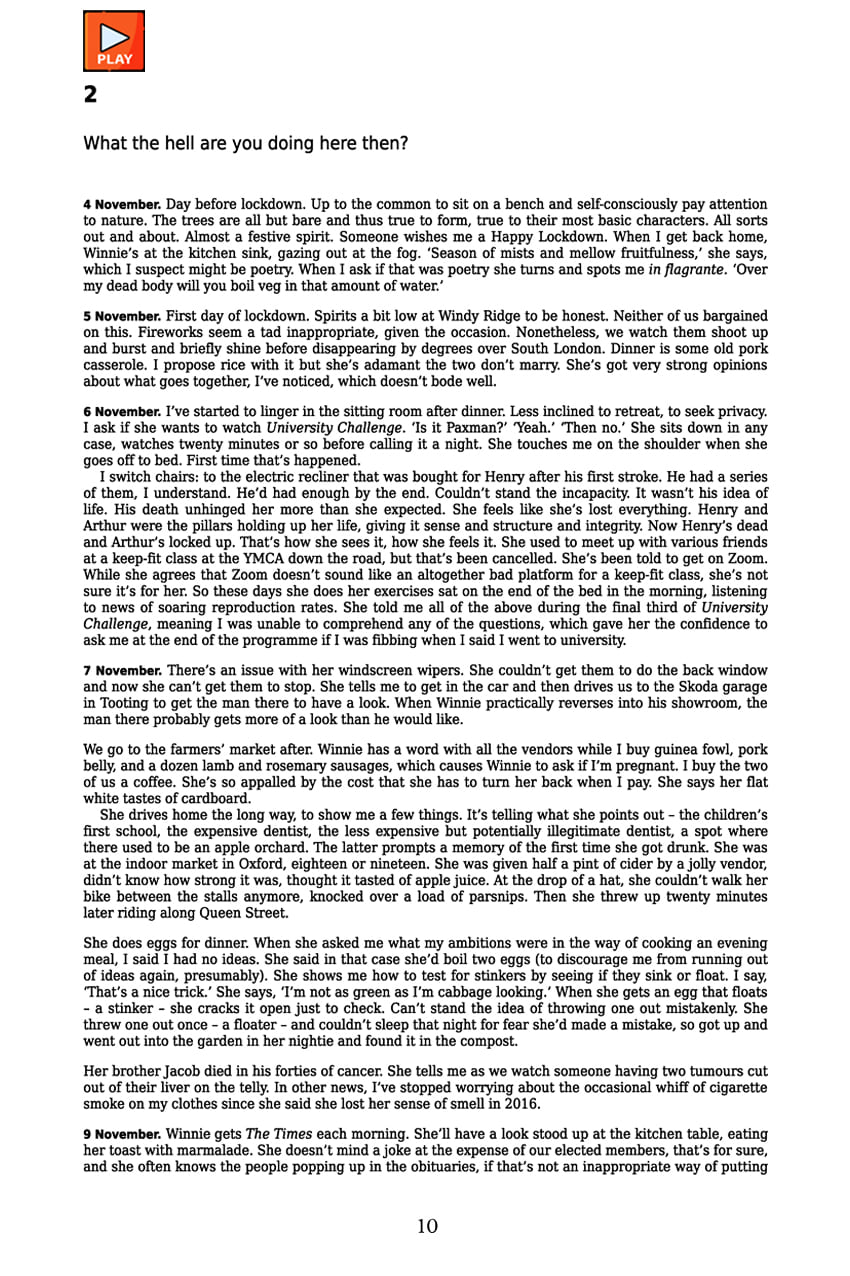 PLAY
2
What the hell are you doing here then?
4 November. Day before lockdown. Up to the common to sit on a bench and self-consciously pay attention
to nature. The trees are all but bare and thus true to form, true to their most basic characters. All sorts
out and about. Almost a festive spirit. Someone wishes me a Happy Lockdown. When I get back home,
Winnie’s at the kitchen sink, gazing out at the fog. ‘Season of mists and mellow fruitfulness,’ she says,
which I suspect might be poetry. When I ask if that was poetry she turns and spots me in flagrante. ‘Over
my dead body will you boil veg in that amount of water.’
5 November. First day of lockdown. Spirits a bit low at Windy Ridge to be honest. Neither of us bargained
on this. Fireworks seem a tad inappropriate, given the occasion. Nonetheless, we watch them shoot up
and burst and briefly shine before disappearing by degrees over South London. Dinner is some old pork
casserole. I propose rice with it but she’s adamant the two don’t marry. She’s got very strong opinions
about what goes together, I’ve noticed, which doesn’t bode well.
6 November. I’ve started to linger in the sitting room after dinner. Less inclined to retreat, to seek privacy.
I ask if she wants to watch University Challenge. ‘Is it Paxman?’ ‘Yeah.’ ‘Then no.’ She sits down in any
case, watches twenty minutes or so before calling it a night. She touches me on the shoulder when she
goes off to bed. First time that’s happened.
I switch chairs: to the electric recliner that was bought for Henry after his first stroke. He had a series
of them, I understand. He’d had enough by the end. Couldn’t stand the incapacity. It wasn’t his idea of
life. His death unhinged her more than she expected. She feels like she’s lost everything. Henry and
Arthur were the pillars holding up her life, giving it sense and structure and integrity. Now Henry’s dead
and Arthur’s locked up. That’s how she sees it, how she feels it. She used to meet up with various friends
at a keep-fit class at the YMCA down the road, but that’s been cancelled. She’s been told to get on Zoom.
While she agrees that Zoom doesn’t sound like an altogether bad platform for a keep-fit class, she’s not
sure it’s for her. So these days she does her exercises sat on the end of the bed in the morning, listening
to news of soaring reproduction rates. She told me all of the above during the final third of University
Challenge, meaning I was unable to comprehend any of the questions, which gave her the confidence to
ask me at the end of the programme if I was fibbing when I said I went to university.
7 November. There’s an issue with her windscreen wipers. She couldn’t get them to do the back window
and now she can’t get them to stop. She tells me to get in the car and then drives us to the Skoda garage
in Tooting to get the man there to have a look. When Winnie practically reverses into his showroom, the
man there probably gets more of a look than he would like.
We go to the farmers’ market after. Winnie has a word with all the vendors while I buy guinea fowl, pork
belly, and a dozen lamb and rosemary sausages, which causes Winnie to ask if I’m pregnant. I buy the two
of us a coffee. She’s so appalled by the cost that she has to turn her back when I pay. She says her flat
white tastes of cardboard.
She drives home the long way, to show me a few things. It’s telling what she points out – the children’s
first school, the expensive dentist, the less expensive but potentially illegitimate dentist, a spot where
there used to be an apple orchard. The latter prompts a memory of the first time she got drunk. She was
at the indoor market in Oxford, eighteen or nineteen. She was given half a pint of cider by a jolly vendor,
didn’t know how strong it was, thought it tasted of apple juice. At the drop of a hat, she couldn’t walk her
bike between the stalls anymore, knocked over a load of parsnips. Then she threw up twenty minutes
later riding along Queen Street.
She does eggs for dinner. When she asked me what my ambitions were in the way of cooking an evening
meal, I said I had no ideas. She said in that case she’d boil two eggs (to discourage me from running out
of ideas again, presumably). She shows me how to test for stinkers by seeing if they sink or float. I say,
‘That’s a nice trick.’ She says, ‘I’m not as green as I’m cabbage looking.’ When she gets an egg that floats
– a stinker – she cracks it open just to check. Can’t stand the idea of throwing one out mistakenly. She
threw one out once – a floater – and couldn’t sleep that night for fear she’d made a mistake, so got up and
went out into the garden in her nightie and found it in the compost.
Her brother Jacob died in his forties of cancer. She tells me as we watch someone having two tumours cut
out of their liver on the telly. In other news, I’ve stopped worrying about the occasional whiff of cigarette
smoke on my clothes since she said she lost her sense of smell in 2016.
9 November. Winnie gets The Times each morning. She’ll have a look stood up at the kitchen table, eating
her toast with marmalade. She doesn’t mind a joke at the expense of our elected members, that’s for sure,
and she often knows the people popping up in the obituaries, if that’s not an inappropriate way of putting
10